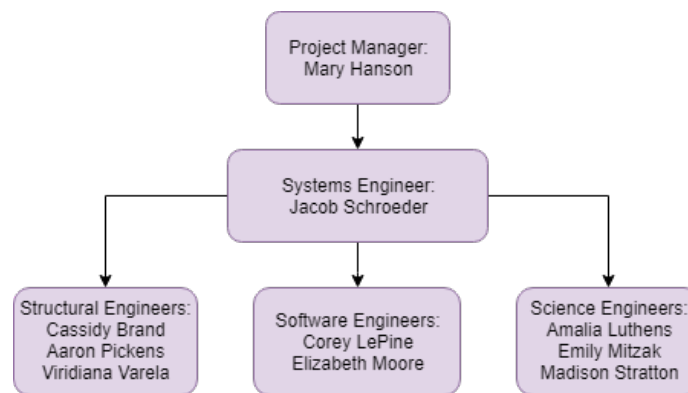 Project Manager:
Mary Hanson
Systems Engineer:
Jacob Schroeder
Structural Engineers:
Cassidy Brand
Aaron Pickens
Viridiana Varela
Software Engineers:
Corey LePine
Elizabeth Moore
Science Engineers:
Amalia Luthens
Emily Mitzak
Madison Stratton